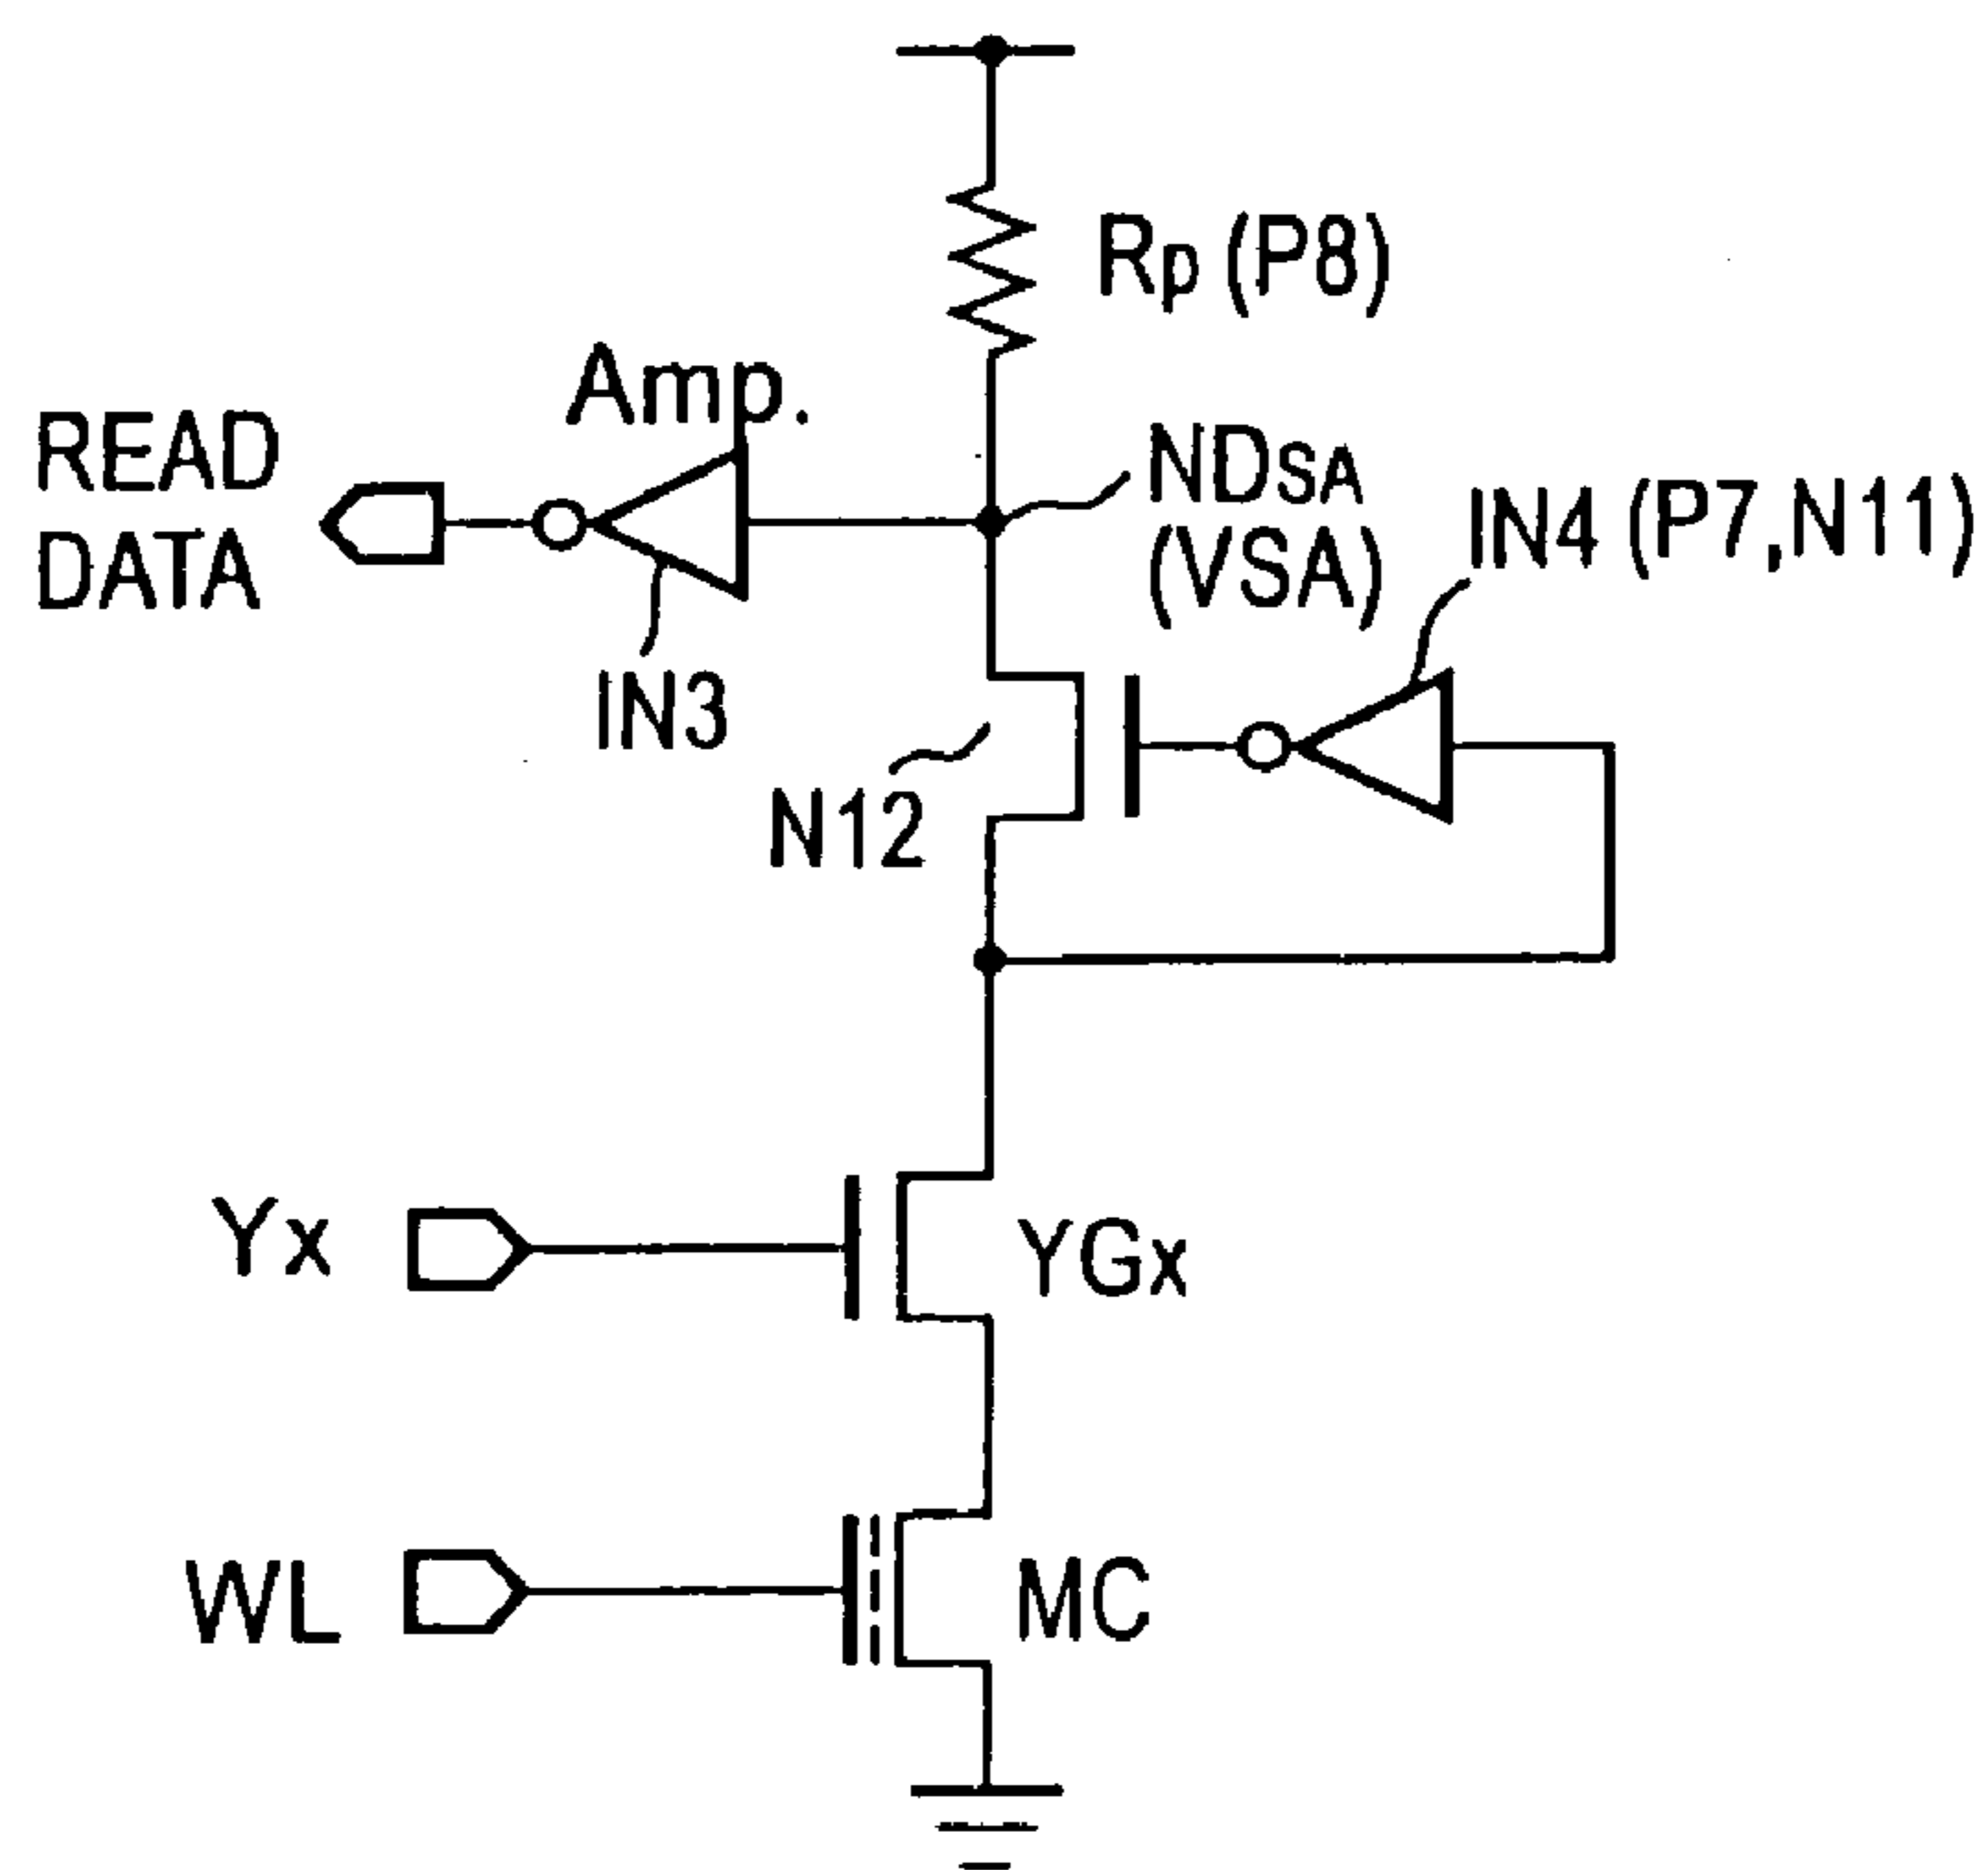 Rp (P8)
Amp.
READ
DATA
NDSA
(VSA)
IN4 (P7,N11)
IN3
N12
Yx
YGx
WL
MC